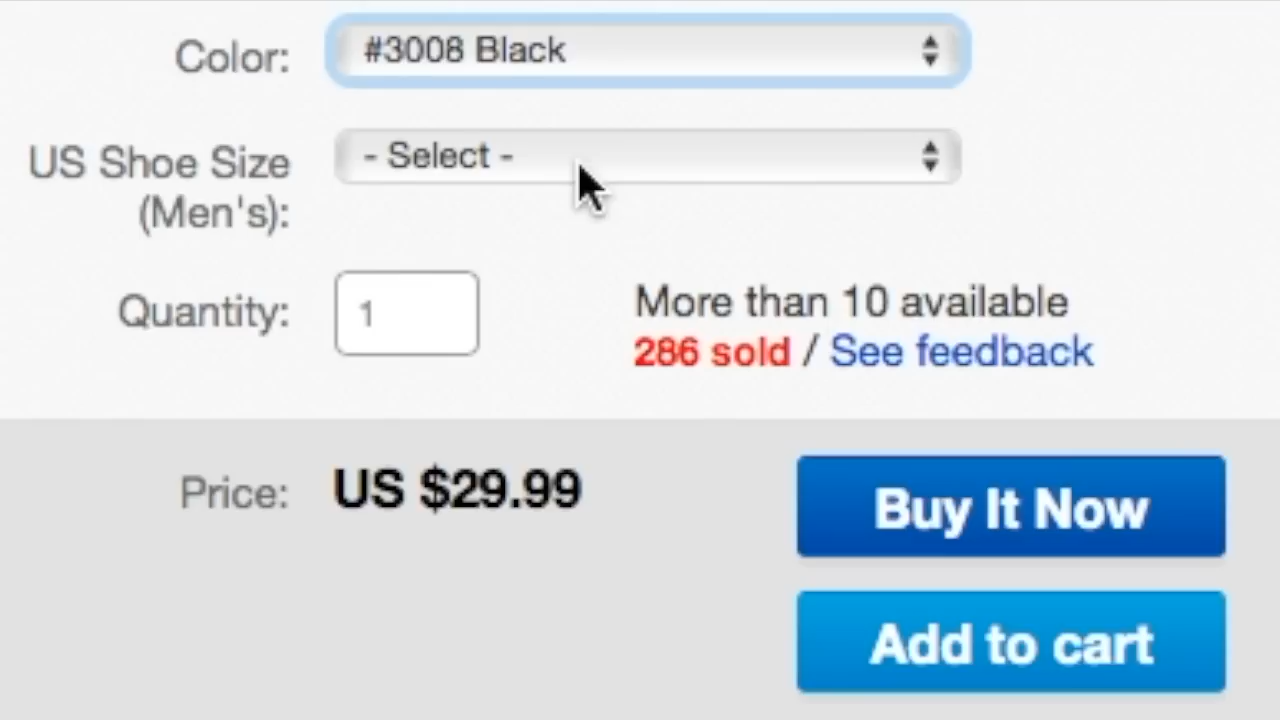 Color: #3008 Black
US Shoe Size - Select -
(Men's):
Quantity: 1 More than 10 available
286 sold / See feedback
Price: US $29.99 Buy It Now
Add to cart